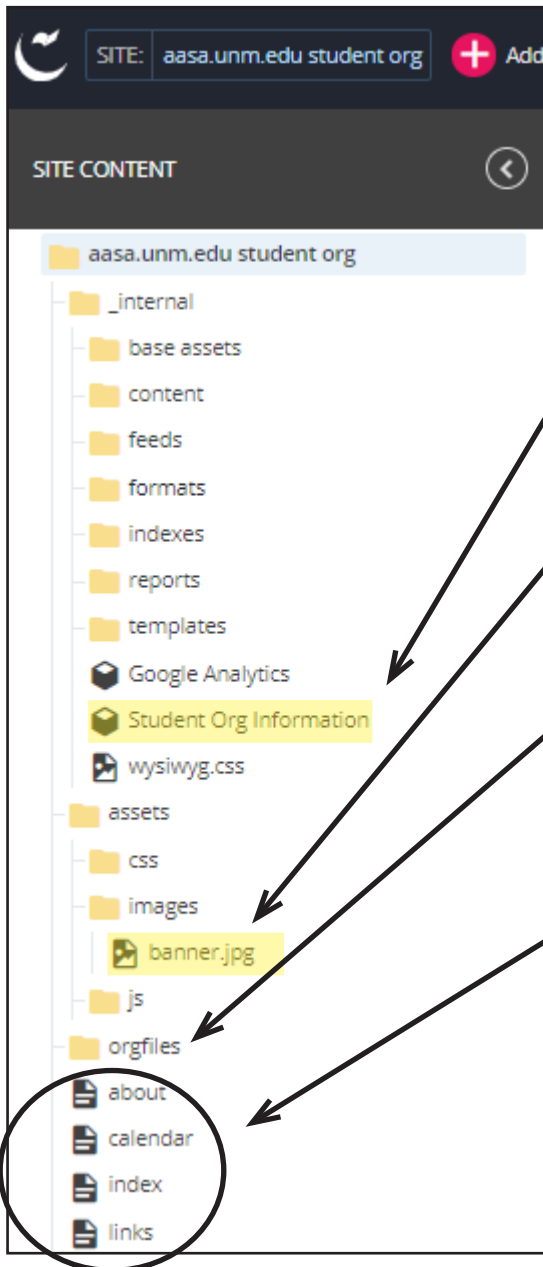 SITE: aasa.unm.edu student org Add
SITE CONTENT
aasa.unm.edu student org
_internal
base assets
content
feeds
formats
indexes
reports
templates
Google Analytics
Student Org Information
wysiwyg.css
assets
css
images
banner.jpg
js
orgfiles
about
calendar
index
links